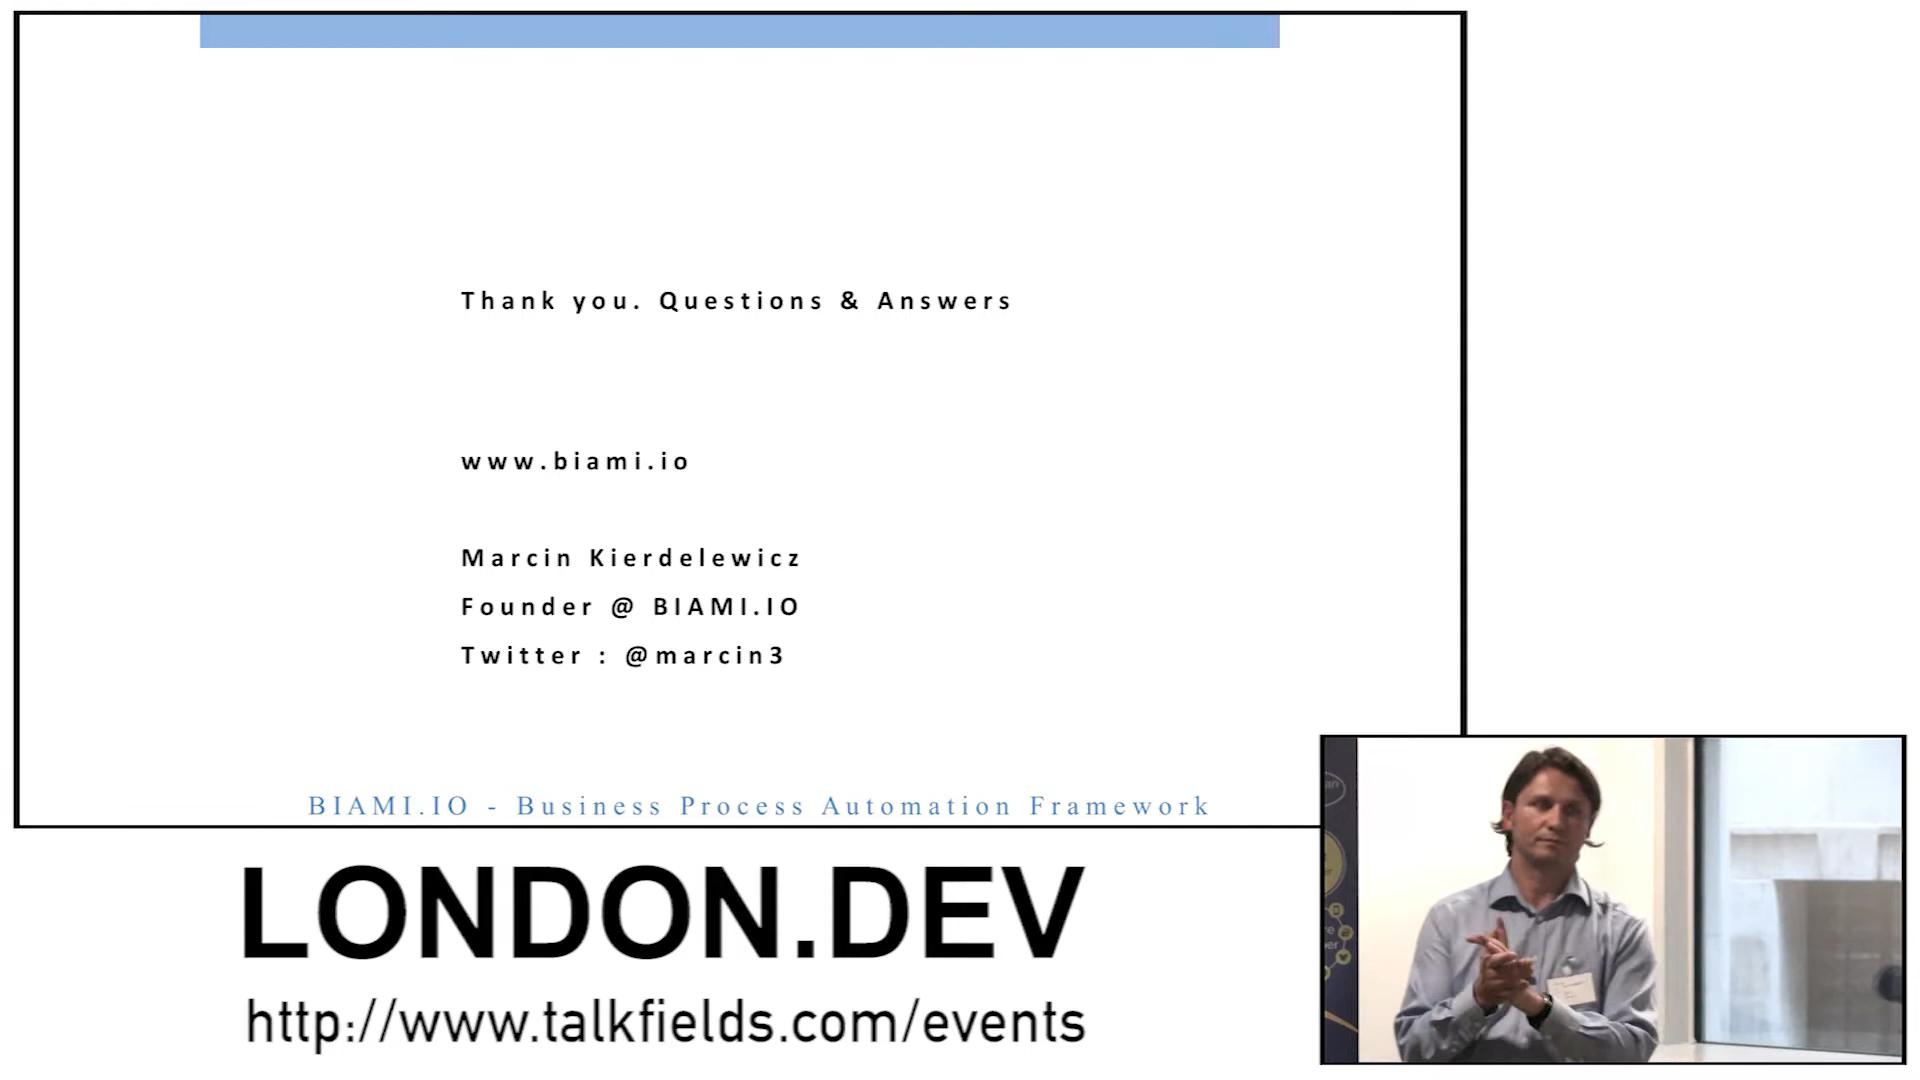 Thank you. Questions & Answers
www.biami.io
Marcin Kierdelewicz
Founder @ BIAMI.IO
Twitter : @marcin3
BIAMI.IO - Business Process Automation Framework
LONDON.DEV
http://www.talkfields.com/events